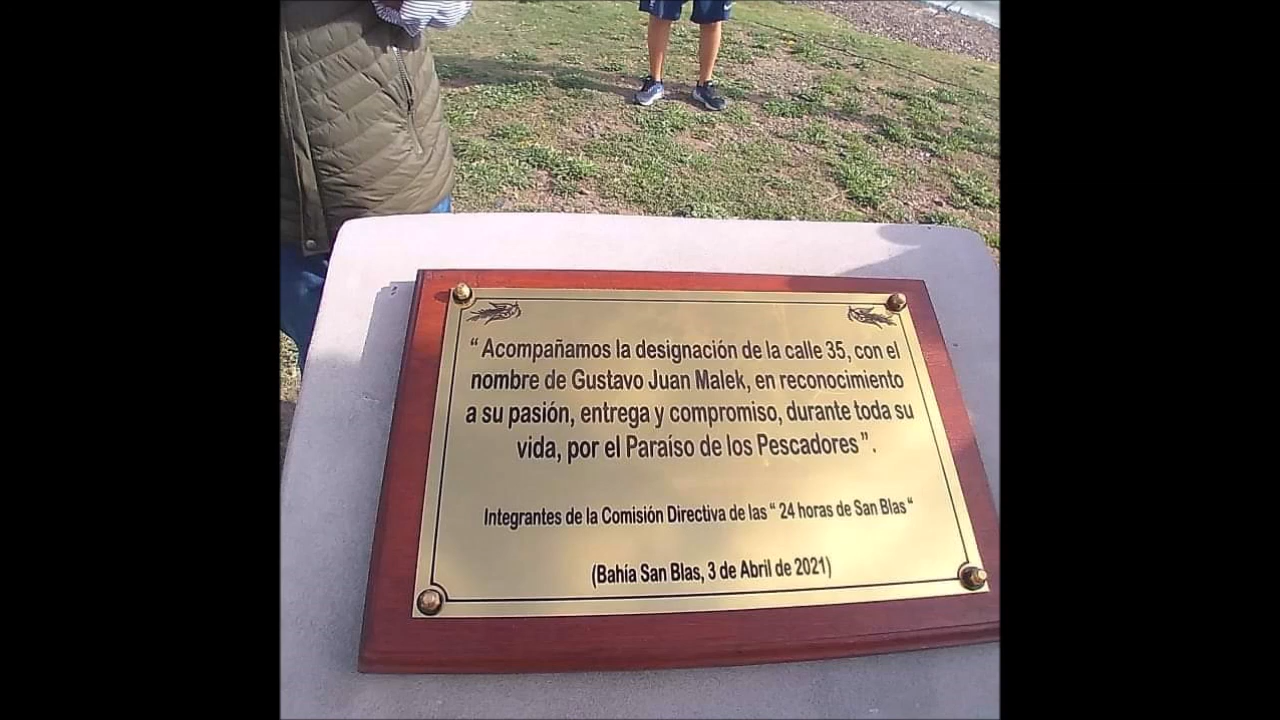 “ Acompañamos la designación de la calle 35, con el
nombre de Gustavo Juan Malek, en reconocimiento
a su pasión, entrega y compromiso, durante toda su
vida, por el Paraíso de los Pescadores”.
Integrantes de la Comisión Directiva de las “ 24 horas de San Blas“
(Bahía San Blas, 3 de Abril de 2021)